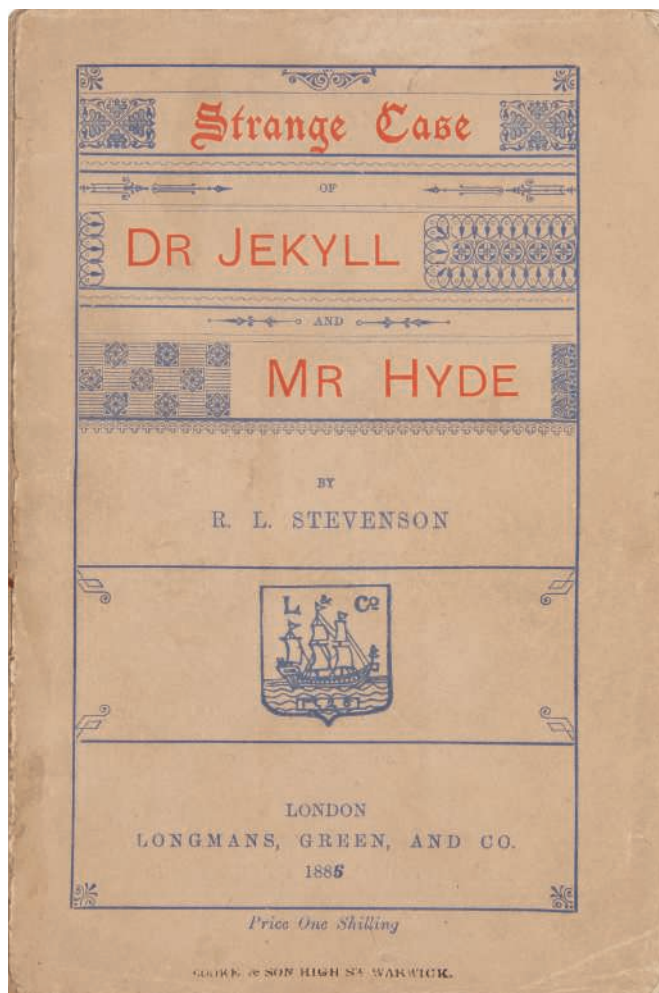 Strange Case
OF
DR JEKYLL
AND
MR HYDE
BY
R. L. STEVENSON
L & Co
LONDON
LONGMANS, GREEN, AND CO.
1886
Price One Shilling
COOKE & SON HIGH ST WARWICK.